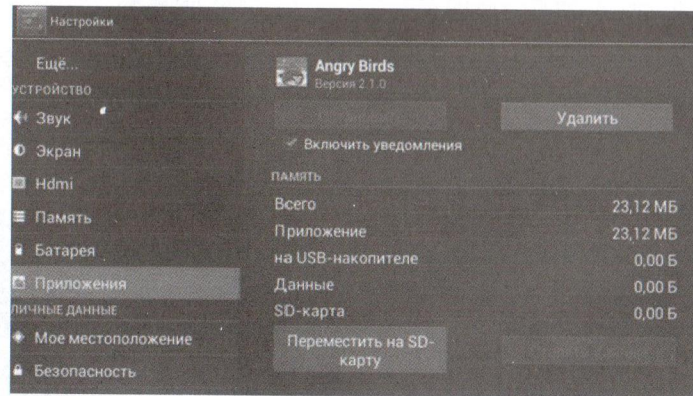 Настройки
Ещё...
УСТРОЙСТВО
Звук
Экран
Hdmi
Память
Батарея
Приложения
ЛИЧНЫЕ ДАННЫЕ
Мое местоположение
Безопасность
Angry Birds
Версия 2.1.0
Удалить
Включить уведомления
ПАМЯТЬ
Всего 23,12 МБ
Приложение 23,12 МБ
на USB-накопителе 0,00 Б
Данные 0,00 Б
SD-карта 0,00 Б
Переместить на SD-
карту